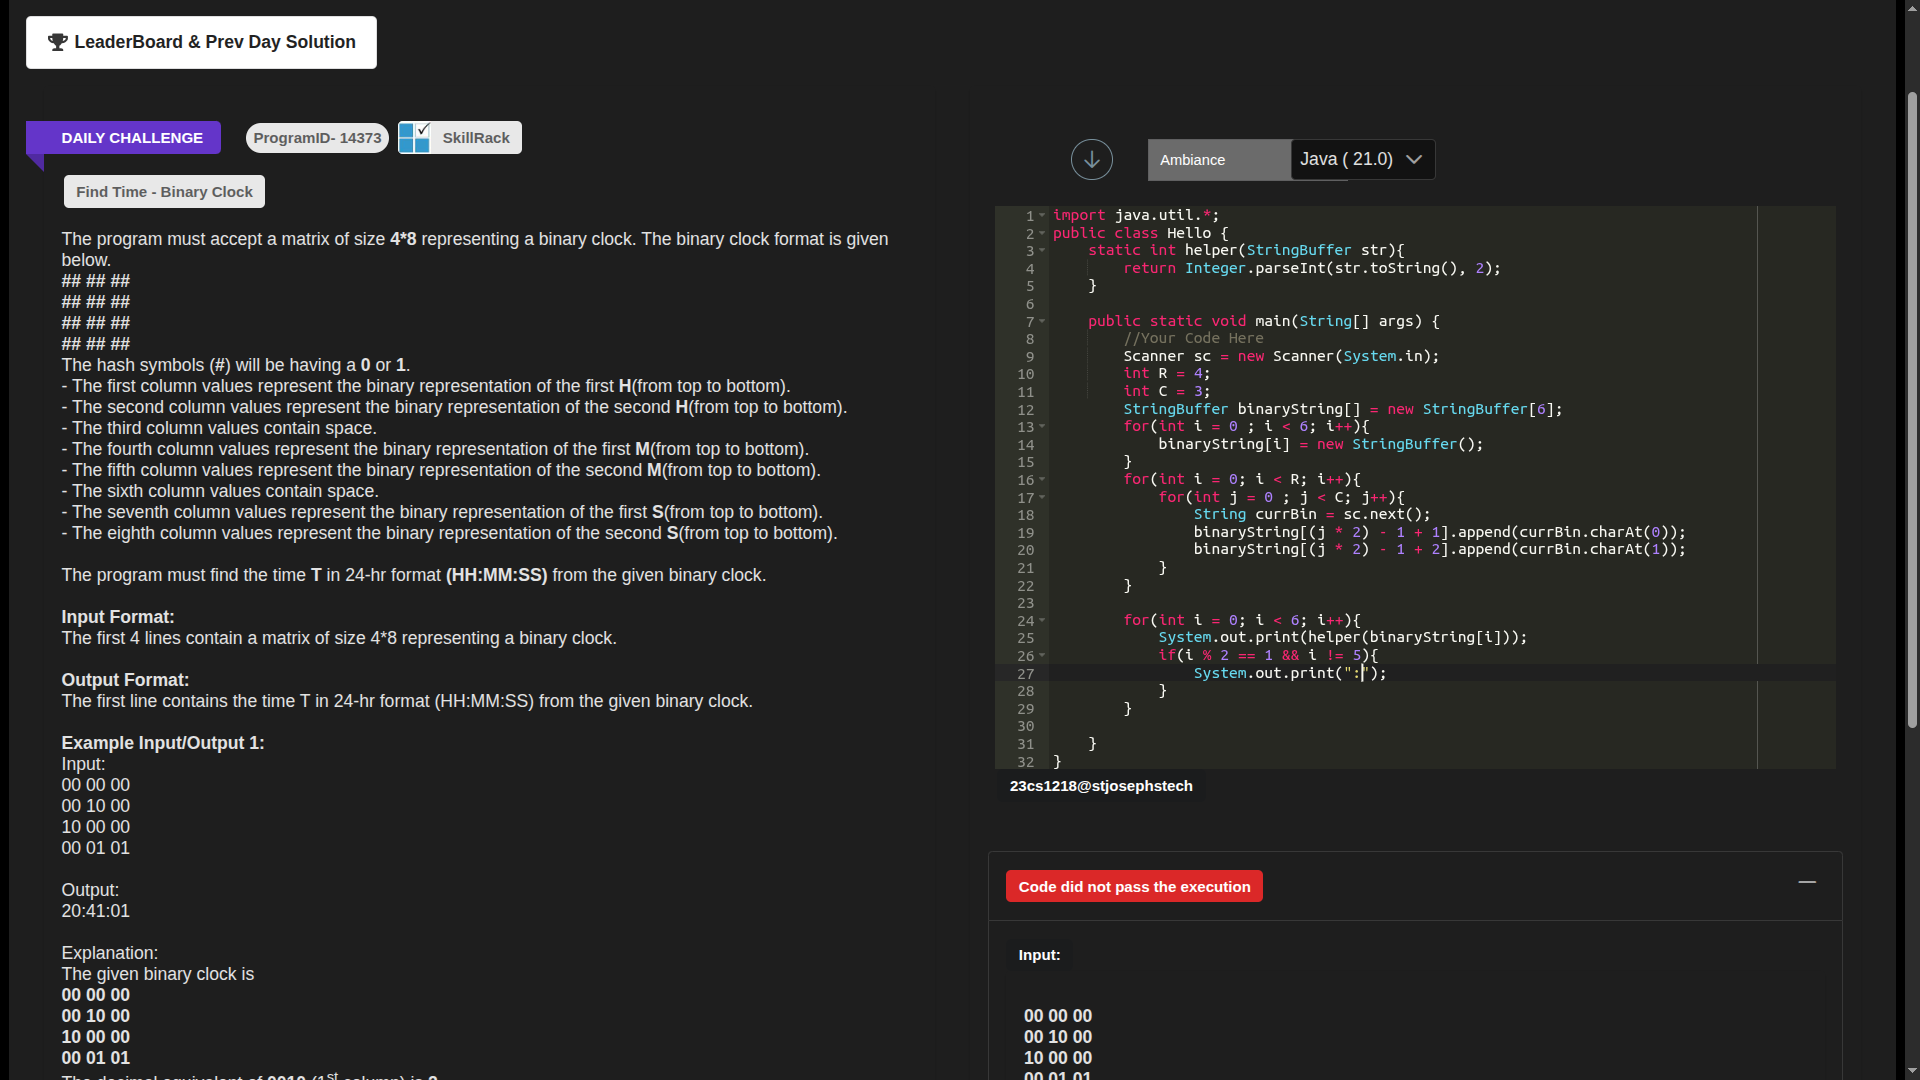 LeaderBoard & Prev Day Solution
DAILY CHALLENGE
ProgramID- 14373
SkillRack
Find Time - Binary Clock
The program must accept a matrix of size 4*8 representing a binary clock. The binary clock format is given
below.
## ## ##
## ## ##
## ## ##
## ## ##
The hash symbols (#) will be having a 0 or 1.
- The first column values represent the binary representation of the first H(from top to bottom).
- The second column values represent the binary representation of the second H(from top to bottom).
- The third column values contain space.
- The fourth column values represent the binary representation of the first M(from top to bottom).
- The fifth column values represent the binary representation of the second M(from top to bottom).
- The sixth column values contain space.
- The seventh column values represent the binary representation of the first S(from top to bottom).
- The eighth column values represent the binary representation of the second S(from top to bottom).
The program must find the time T in 24-hr format (HH:MM:SS) from the given binary clock.
Input Format:
The first 4 lines contain a matrix of size 4*8 representing a binary clock.
Output Format:
The first line contains the time T in 24-hr format (HH:MM:SS) from the given binary clock.
Example Input/Output 1:
Input:
00 00 00
00 10 00
10 00 00
00 01 01
Output:
20:41:01
Explanation:
The given binary clock is
00 00 00
00 10 00
10 00 00
00 01 01
The decimal equivalent of 0010 (1st column) is 2
Ambiance
Java ( 21.0)
1 import java.util.*;
2 public class Hello {
3 static int helper(StringBuffer str){
4 return Integer.parseInt(str.toString(), 2);
5 }
6
7 public static void main(String[] args) {
8 //Your Code Here
9 Scanner sc = new Scanner(System.in);
10 int R = 4;
11 int C = 3;
12 StringBuffer binaryString[] = new StringBuffer[6];
13 for(int i = 0 ; i < 6; i++){
14 binaryString[i] = new StringBuffer();
15 }
16 for(int i = 0; i < R; i++){
17 for(int j = 0 ; j < C; j++){
18 String currBin = sc.next();
19 binaryString[(j * 2) - 1 + 1].append(currBin.charAt(0));
20 binaryString[(j * 2) - 1 + 2].append(currBin.charAt(1));
21 }
22 }
23
24 for(int i = 0; i < 6; i++){
25 System.out.print(helper(binaryString[i]));
26 if(i % 2 == 1 && i != 5){
27 System.out.print(":");
28 }
29 }
30
31 }
32 }
23cs1218@stjosephstech
Code did not pass the execution
Input:
00 00 00
00 10 00
10 00 00
00 01 01